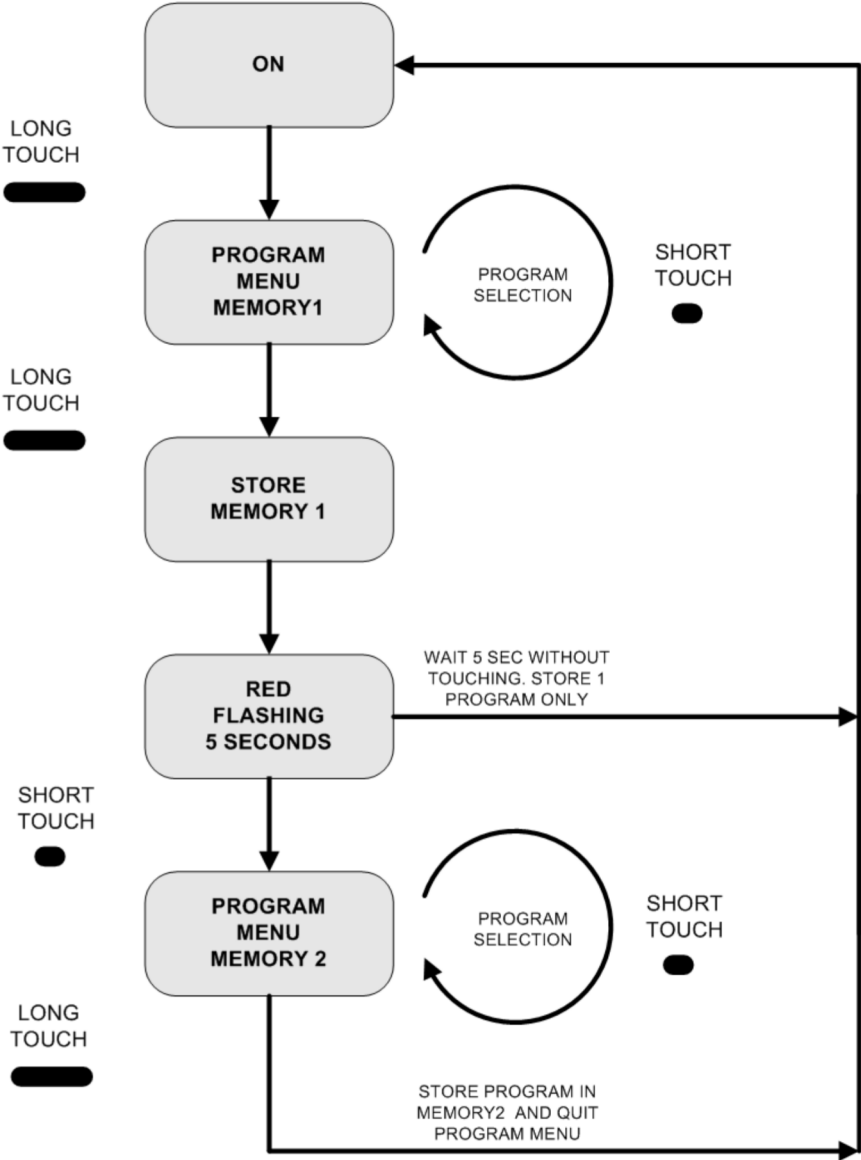 ON
LONG
TOUCH
PROGRAM
MENU
MEMORY1
PROGRAM
SELECTION
SHORT
TOUCH
LONG
TOUCH
STORE
MEMORY 1
RED
FLASHING
5 SECONDS
WAIT 5 SEC WITHOUT
TOUCHING. STORE 1
PROGRAM ONLY
SHORT
TOUCH
PROGRAM
MENU
MEMORY 2
PROGRAM
SELECTION
SHORT
TOUCH
LONG
TOUCH
STORE PROGRAM IN
MEMORY2 AND QUIT
PROGRAM MENU